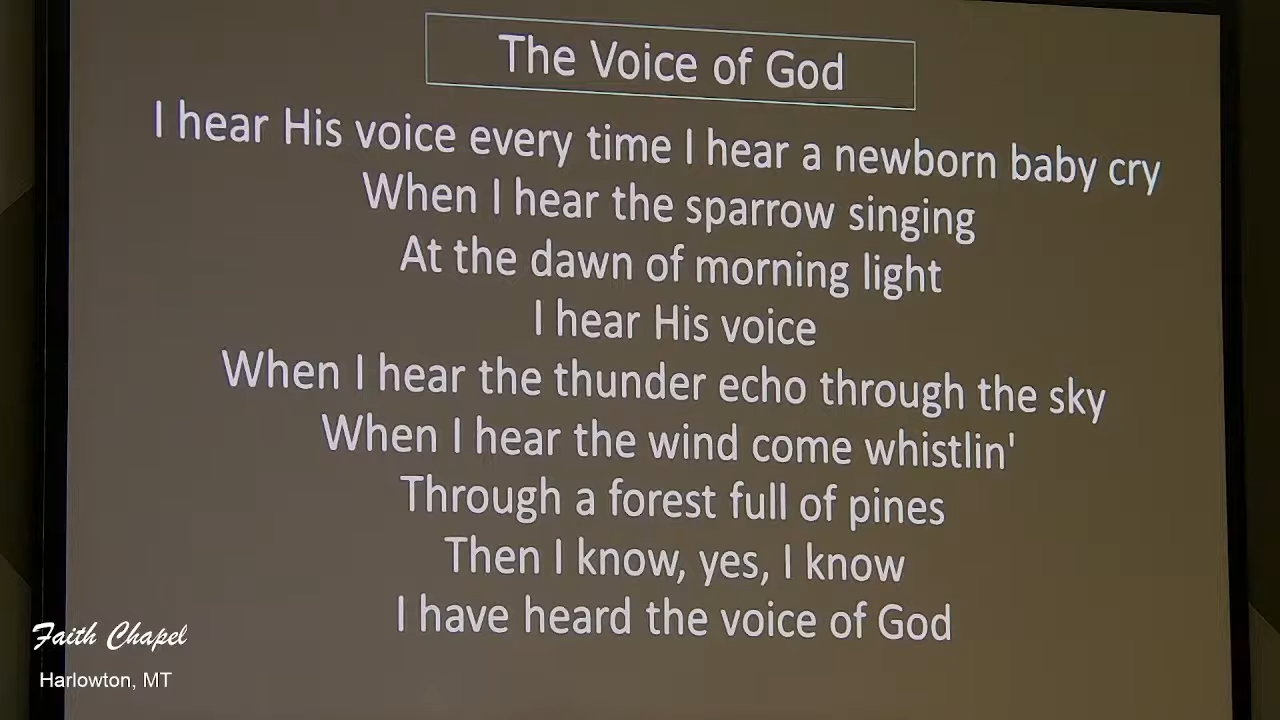 The Voice of God
I hear His voice every time I hear a newborn baby cry
When I hear the sparrow singing
At the dawn of morning light
I hear His voice
When I hear the thunder echo through the sky
When I hear the wind come whistlin'
Through a forest full of pines
Then I know, yes, I know
I have heard the voice of God
Faith Chapel
Harlowton, MT